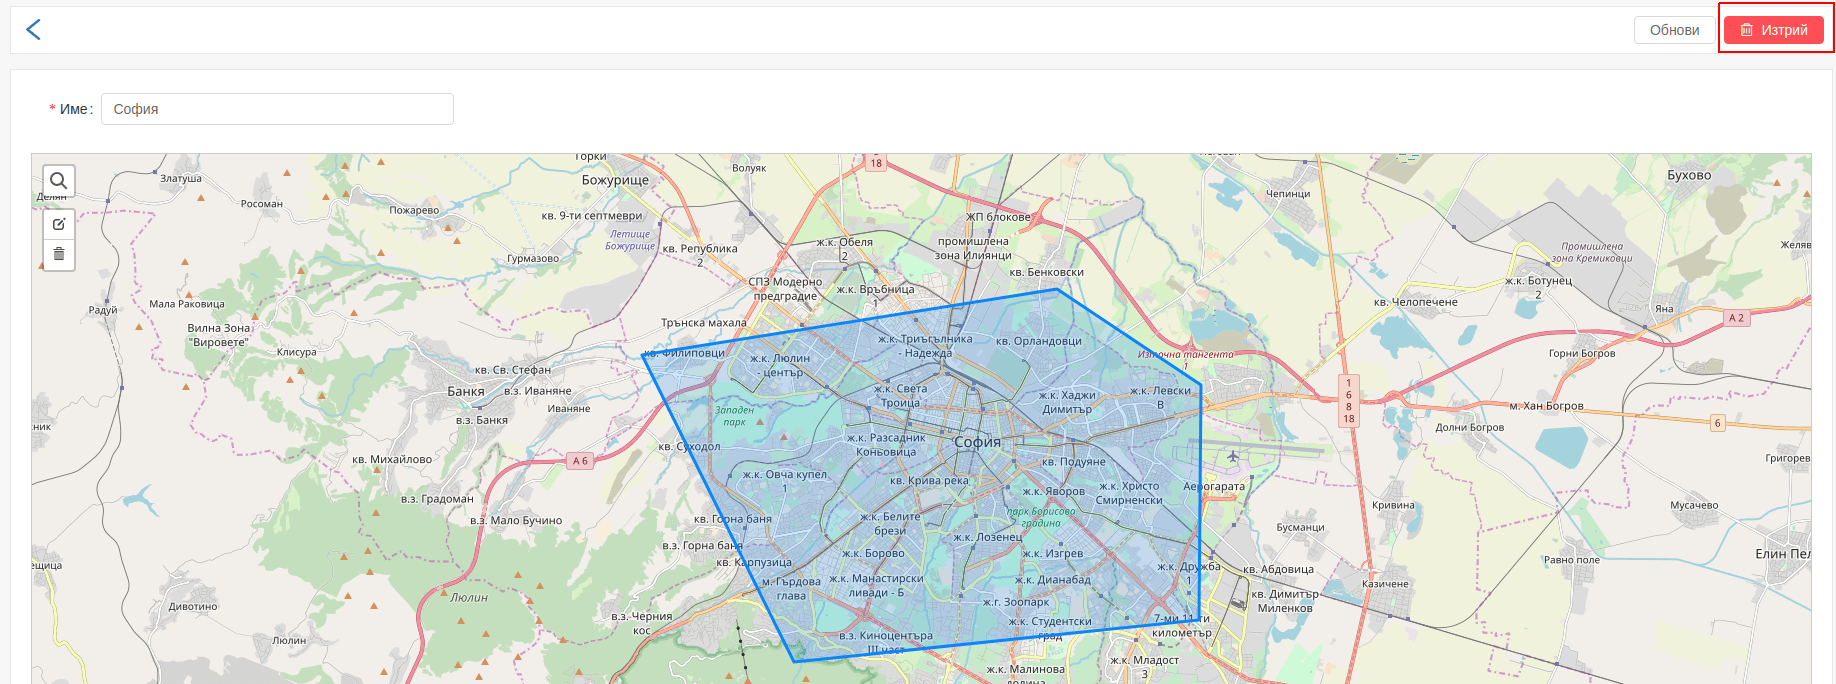 Обнови
Изтрий
* Име:
София
18
Горки
Божурище
Волуяк
Златуша
Росоман
Пожарево
кв. 9-ти септмеври
Летище
Божурище
кв. Република
2
Гурмазово
ж.к. Обеля
2
ЖП блокове
промишлена
зона Илиянци
кв. Бенковски
Чепинци
Бухово
Промишлена
зона Кремиковци
Желяв
ж.к. Ботунец
2
кв. Челопечене
Яна
A 2
Радуй
Мала Раковица
Вилна Зона
"Вировете"
Клисура
СПЗ Модерно
предградие
ж.к. Връбница
1
Трънска махала
кв. Филиповци
ж.к. Люлин
- център
ж.к. Триъгълника
- Надежда
кв. Орландовци
Източна тангента
1
Горни Богров
кв. Св. Стефан
Банкя
в.з. Иваняне
Иваняне
в.з. Банкя
ж.к. Света
Троица
ж.к. Хаджи
Димитър
ж.к. Левски
В
1
6
8
18
м. Хан Богров
6
Долни Богров
Западен
парк
кв. Суходол
ж.к. Разсадник
Коньовица
София
кв. Подуяне
кв. Михайлово
A 6
в.з. Градоман
в.з. Мало Бучино
ж.к. Овча купел
1
кв. Крива река
ж.к. Яворов
ж.к. Христо
Смирненски
Аерогарата
Григорев
Кривина
Мусачево
Бусманци
кв. Горна баня
в.з. Горна баня
ж.к. Белите
брези
парк Борисова
градина
ж.к. Лозенец
ж.к. Изгрев
ж.к. Борово
кв. Карпузица
м. Гърдова
глава
ж.к. Манастирски
ливади - Б
ж.к. Дианабад
ж.к. Дружба
1
кв. Абдовица
кв. Димитър
Миленков
Казичене
Равно поле
Елин Пел
Дивотино
Люлин
Люлин
в.з. Черния
кос
ж.г. Зоопарк
ж.к. Студентски
град
7-ми 11-ти
километър
в.з. Киноцентъра
III част
ж.к. Малинова
долина
ж.к. Младост
3